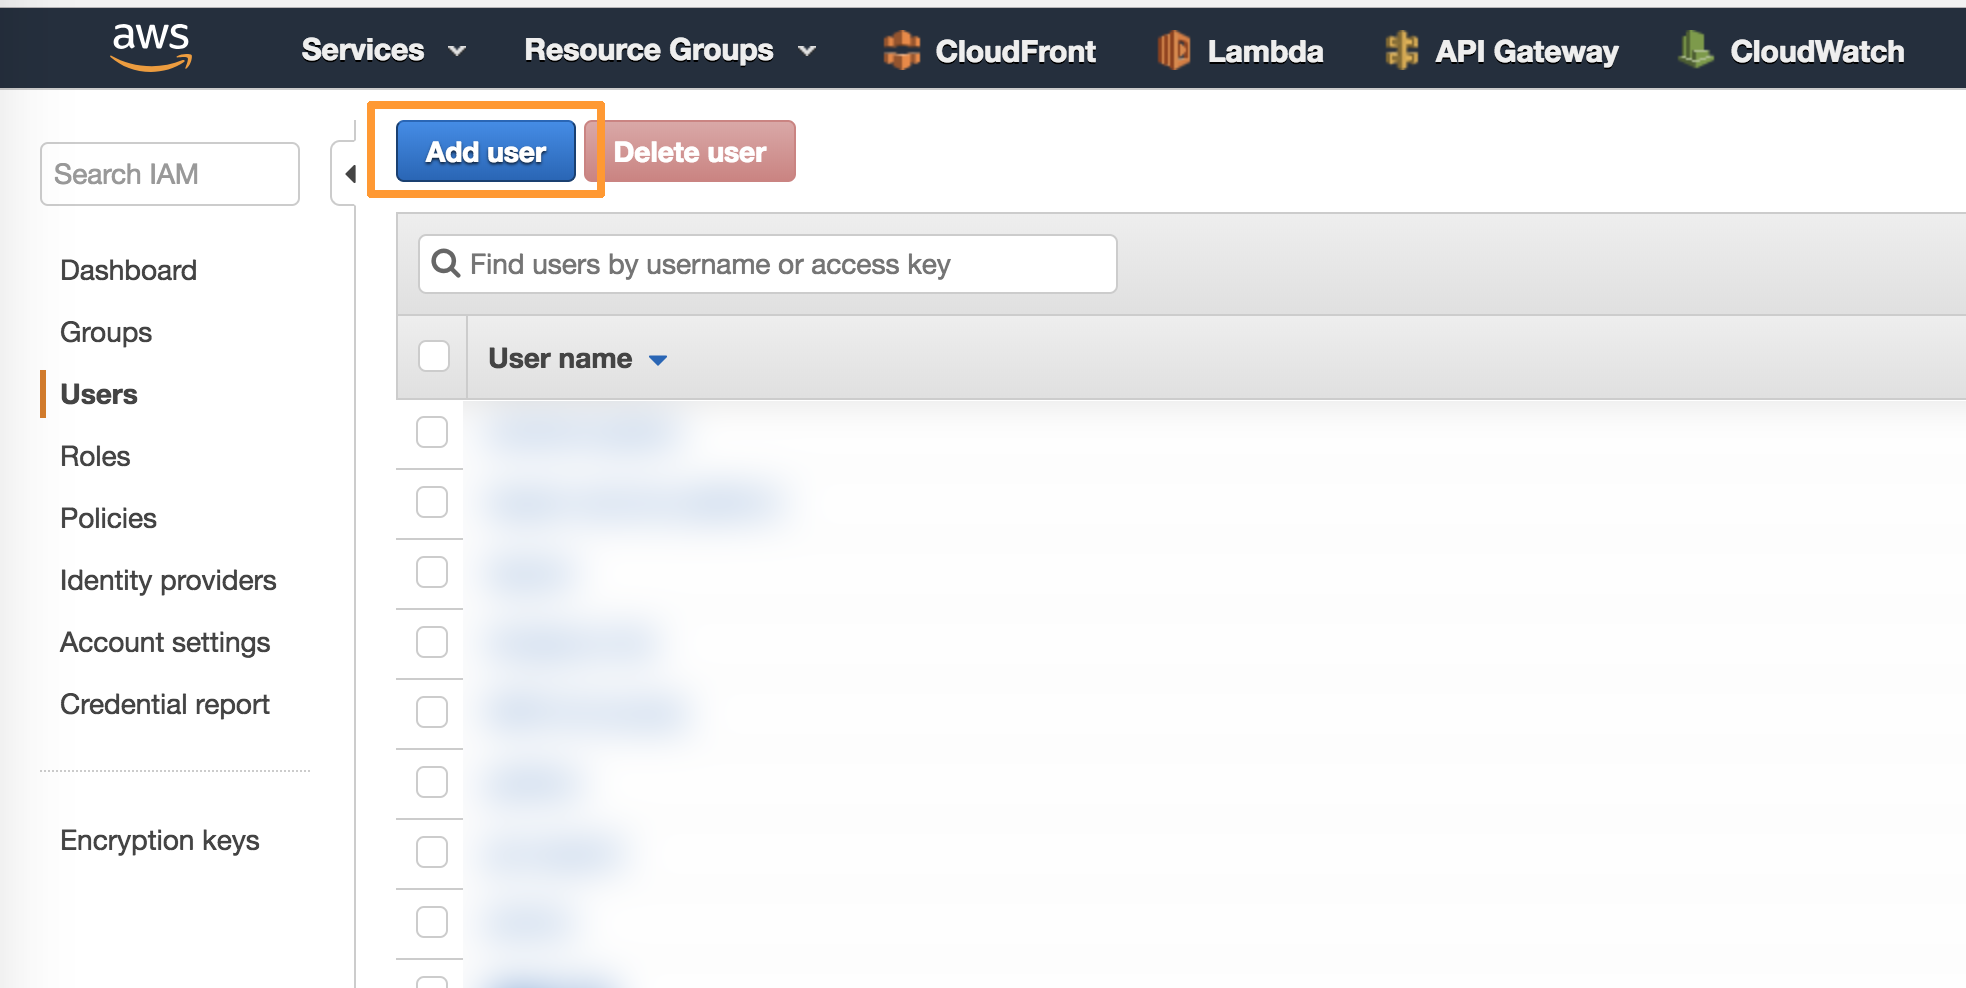 aws Services Resource Groups CloudFront Lambda API Gateway CloudWatch
Search IAM
Dashboard
Groups
Users
Roles
Policies
Identity providers
Account settings
Credential report
Encryption keys
Add user Delete user
Find users by username or access key
User name